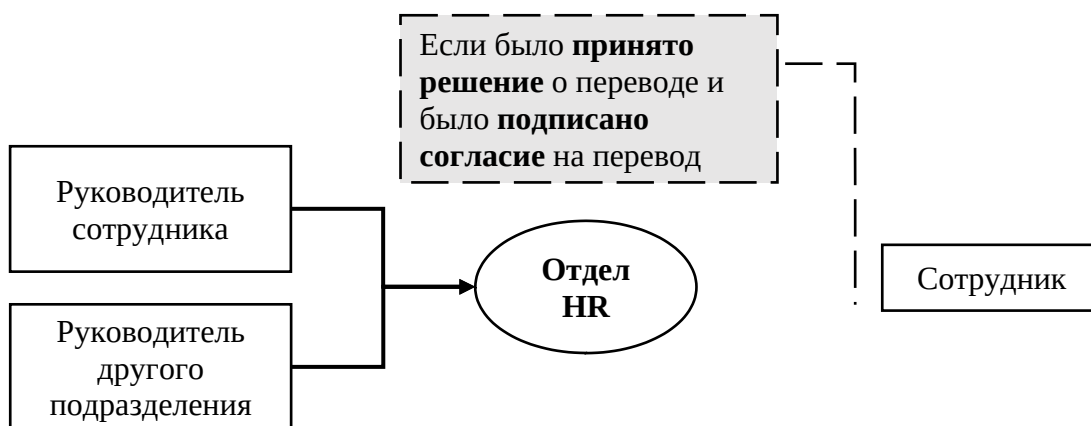 Если было принято
решение о переводе и
было подписано
согласие на перевод
Руководитель
сотрудника
Отдел
HR
Сотрудник
Руководитель
другого
подразделения